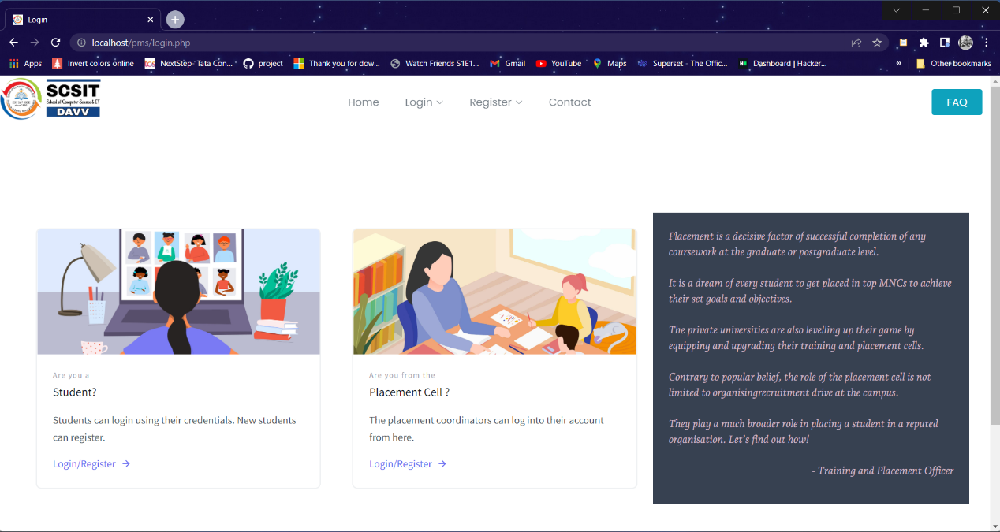 Login
localhost/pms/login.php
Apps Invert colors online NextStep - Tata Con... project Thank you for dow... Watch Friends S1E1... Gmail YouTube Maps Superset - The Offic... Dashboard | Hacker... » Other bookmarks
SCSIT
School of Computer Science & IT
DAVV
Home Login Register Contact FAQ
Are you a
Student?
Students can login using their credentials. New students
can register.
Login/Register →
Are you from the
Placement Cell ?
The placement coordinators can log into their account
from here.
Login/Register →
Placement is a decisive factor of successful completion of any
coursework at the graduate or postgraduate level.
It is a dream of every student to get placed in top MNCs to achieve
their set goals and objectives.
The private universities are also levelling up their game by
equipping and upgrading their training and placement cells.
Contrary to popular belief, the role of the placement cell is not
limited to organisingrecruitment drive at the campus.
They play a much broader role in placing a student in a reputed
organisation. Let's find out how!
- Training and Placement Officer